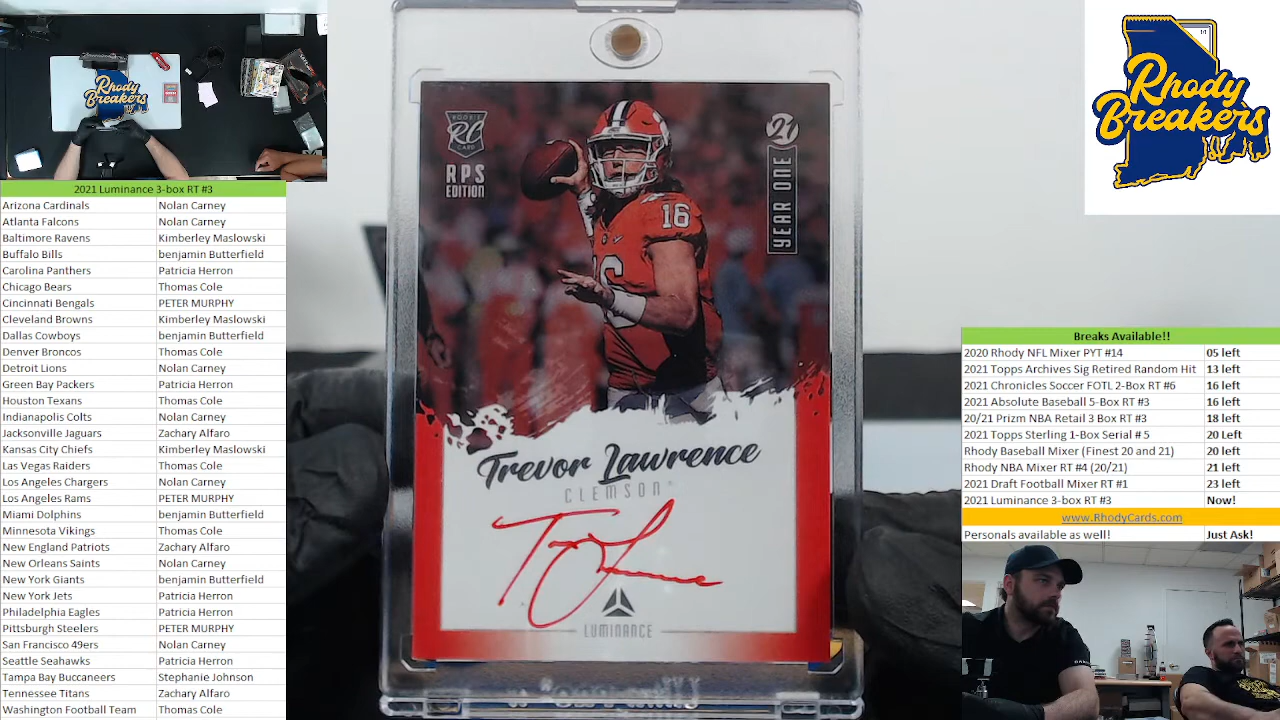 Rhody
Breakers
2021 Luminance 3-box RT #3
Arizona Cardinals Nolan Carney
Atlanta Falcons Nolan Carney
Baltimore Ravens Kimberley Maslowski
Buffalo Bills benjamin Butterfield
Carolina Panthers Patricia Herron
Chicago Bears Thomas Cole
Cincinnati Bengals PETER MURPHY
Cleveland Browns Kimberley Maslowski
Dallas Cowboys benjamin Butterfield
Denver Broncos Thomas Cole
Detroit Lions Nolan Carney
Green Bay Packers Patricia Herron
Houston Texans Thomas Cole
Indianapolis Colts Nolan Carney
Jacksonville Jaguars Zachary Alfaro
Kansas City Chiefs Kimberley Maslowski
Las Vegas Raiders Thomas Cole
Los Angeles Chargers Nolan Carney
Los Angeles Rams PETER MURPHY
Miami Dolphins benjamin Butterfield
Minnesota Vikings Thomas Cole
New England Patriots Zachary Alfaro
New Orleans Saints Nolan Carney
New York Giants benjamin Butterfield
New York Jets Patricia Herron
Philadelphia Eagles Patricia Herron
Pittsburgh Steelers PETER MURPHY
San Francisco 49ers Nolan Carney
Seattle Seahawks Patricia Herron
Tampa Bay Buccaneers Stephanie Johnson
Tennessee Titans Zachary Alfaro
Washington Football Team Thomas Cole
ROOKIE
RC
CARD
RPS
EDITION
21
YEAR ONE
16
16
Trevor Lawrence
CLEMSON
LUMINANCE
Rhody
Breakers
Breaks Available!!
2020 Rhody NFL Mixer PYT #14 05 left
2021 Topps Archives Sig Retired Random Hit 13 left
2021 Chronicles Soccer FOTL 2-Box RT #6 16 left
2021 Absolute Baseball 5-Box RT #3 16 left
20/21 Prizm NBA Retail 3 Box RT #3 18 left
2021 Topps Sterling 1-Box Serial # 5 20 Left
Rhody Baseball Mixer (Finest 20 and 21) 20 left
Rhody NBA Mixer RT #4 (20/21) 21 left
2021 Draft Football Mixer RT #1 23 left
2021 Luminance 3-box RT #3 Now!
www.RhodyCards.com
Personals available as well! Just Ask!